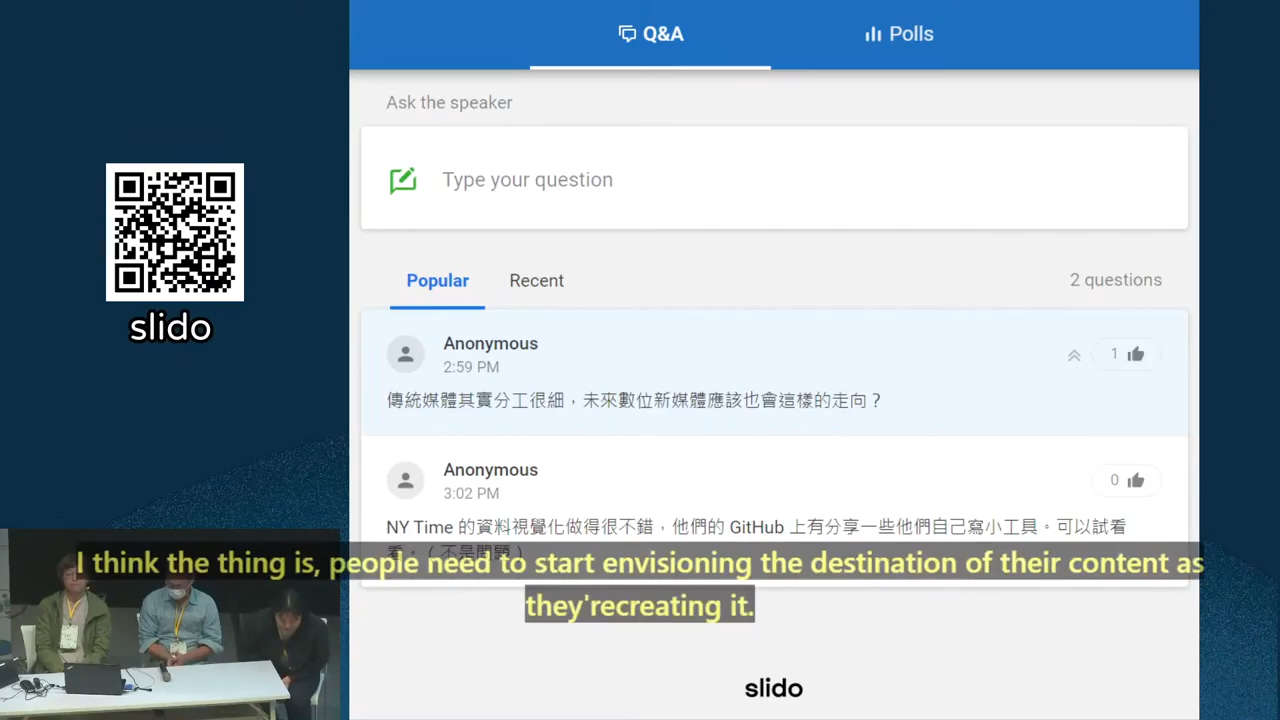 Q&A
Polls
Ask the speaker
Type your question
Popular
Recent
2 questions
slido
Anonymous
2:59 PM
1
傳統媒體其實分工很細，未來數位新媒體應該也會這樣的走向？
Anonymous
3:02 PM
0
NY Time 的資料視覺化做得很不錯，他們的 GitHub 上有分享一些他們自己寫小工具。可以試看
看。（不是問題）
I think the thing is, people need to start envisioning the destination of their content as
they'recreating it.
slido